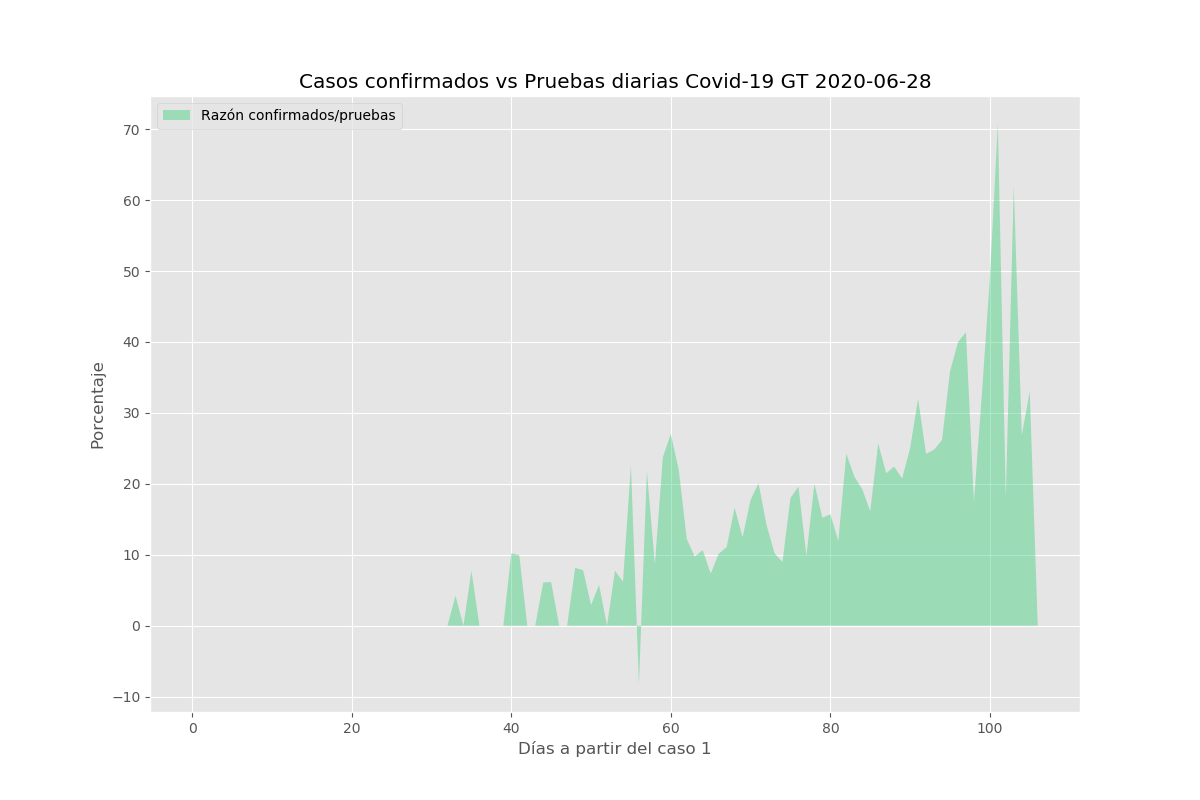 Casos confirmados vs Pruebas diarias Covid-19 GT 2020-06-28
Razón confirmados/pruebas
70
60
50
40
30
20
10
0
−10
Porcentaje
0 20 40 60 80 100
Días a partir del caso 1